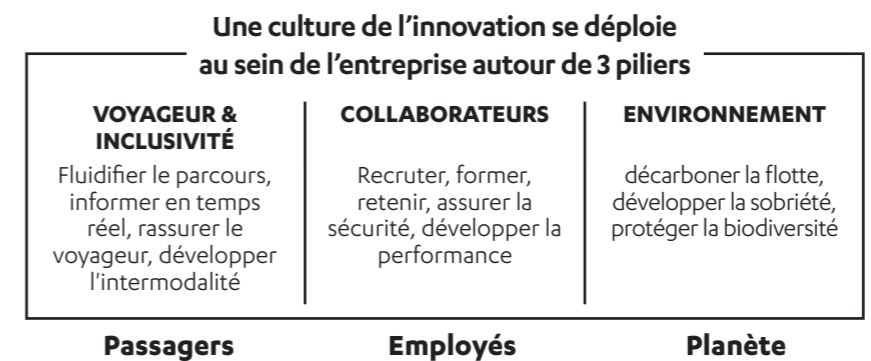 Une culture de l’innovation se déploie
au sein de l’entreprise autour de 3 piliers
VOYAGEUR &
INCLUSIVITÉ
Fluidifier le parcours,
informer en temps
réel, rassurer le
voyageur, développer
l'intermodalité
COLLABORATEURS
Recruter, former,
retenir, assurer la
sécurité, développer la
performance
ENVIRONNEMENT
décarboner la flotte,
développer la sobriété,
protéger la biodiversité
Passagers
Employés
Planète